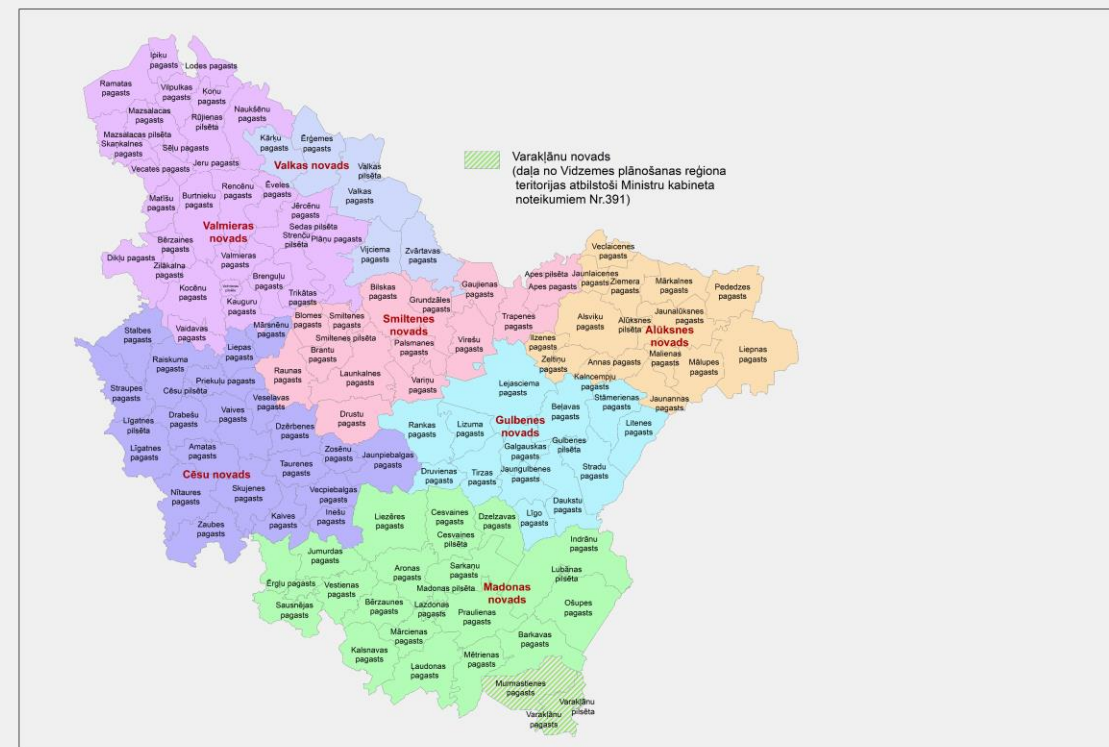 Ipiku
pagasts
Lodes pagasts
Ramatas
pagasts
Vilpulkas
pagasts
Ķoņu
pagasts
Naukšēnu
pagasts
Mazsalacas
pagasts
Rūjienas
pilsēta
Mazsalacas pilsēta
Skaņkalnes
pagasts
Sēļu pagasts
Vecates pagasts
Jeru pagasts
Kārķu
pagasts
Ērģemes
pagasts
Valkas novads
Valkas
pilsēta
Valkas
pagasts
Vijciema
pagasts
Zvārtavas
pagasts
Varakļānu novads
(daļa no Vidzemes plānošanas reģiona
teritorijas atbilstoši Ministru kabineta
noteikumiem Nr.391)
Matīšu
pagasts
Burtnieku
pagasts
Rencēnu
pagasts
Ēveles
pagasts
Jērcēnu
pagasts
Valmieras
novads
Sedas pilsēta
Strenču
pilsēta
Plāņu pagasts
Bērzaines
pagasts
Dikļu pagasts
Zilākalna
pagasts
Valmieras
pagasts
Brenguļu
pagasts
Kocēnu
pagasts
Kauguru
pagasts
Trikātas
pagasts
Vaidavas
pagasts
Bilskas
pagasts
Grundzāles
pagasts
Gaujienas
pagasts
Apes pilsēta
Apes pagasts
Trapenes
pagasts
Blomes
pagasts
Smiltenes
pagasts
Smiltenes
novads
Smiltenes pilsēta
Palsmanes
pagasts
Virešu
pagasts
Brantu
pagasts
Raunas
pagasts
Launkalnes
pagasts
Variņu
pagasts
Drustu
pagasts
Veclaicenes
pagasts
Jaunlaicenes
pagasts
Ziemera
pagasts
Mārkalnes
pagasts
Pededzes
pagasts
Alsviķu
pagasts
Alūksnes
pilsēta
Jaunalūksnes
pagasts
Alūksnes
novads
Ilzenes
pagasts
Zeltiņu
pagasts
Annas pagasts
Malienas
pagasts
Mālupes
pagasts
Liepnas
pagasts
Kalncempju
pagasts
Jaunannas
pagasts
Mārsnēnu
pagasts
Stalbes
pagasts
Liepas
pagasts
Raiskuma
pagasts
Priekuļu pagasts
Straupes
pagasts
Cēsu pilsēta
Veselavas
pagasts
Līgatnes
pilsēta
Drabešu
pagasts
Vaives
pagasts
Dzērbenes
pagasts
Līgatnes
pagasts
Amatas
pagasts
Zosēnu
pagasts
Jaunpiebalgas
pagasts
Cēsu novads
Taurenes
pagasts
Nītaures
pagasts
Skujenes
pagasts
Vecpiebalgas
pagasts
Zaubes
pagasts
Kaives
pagasts
Inešu
pagasts
Lejasciema
pagasts
Beļavas
pagasts
Stāmerienas
pagasts
Rankas
pagasts
Lizuma
pagasts
Gulbenes
novads
Litenes
pagasts
Galgauskas
pagasts
Gulbenes
pilsēta
Druvienas
pagasts
Tirzas
pagasts
Jaungulbenes
pagasts
Stradu
pagasts
Daukstu
pagasts
Līgo
pagasts
Liezēres
pagasts
Cesvaines
pagasts
Dzelzavas
pagasts
Cesvaines
pilsēta
Indrānu
pagasts
Jumurdas
pagasts
Aronas
pagasts
Sarkaņu
pagasts
Lubānas
pilsēta
Ērgļu pagasts
Vestienas
pagasts
Madonas pilsēta
Madonas
novads
Sausnējas
pagasts
Bērzaunes
pagasts
Lazdonas
pagasts
Praulienas
pagasts
Ošupes
pagasts
Mārcienas
pagasts
Barkavas
pagasts
Kalsnavas
pagasts
Ļaudonas
pagasts
Mētrienas
pagasts
Murmastienes
pagasts
Varakļānu
pilsēta
Varakļānu
pagasts